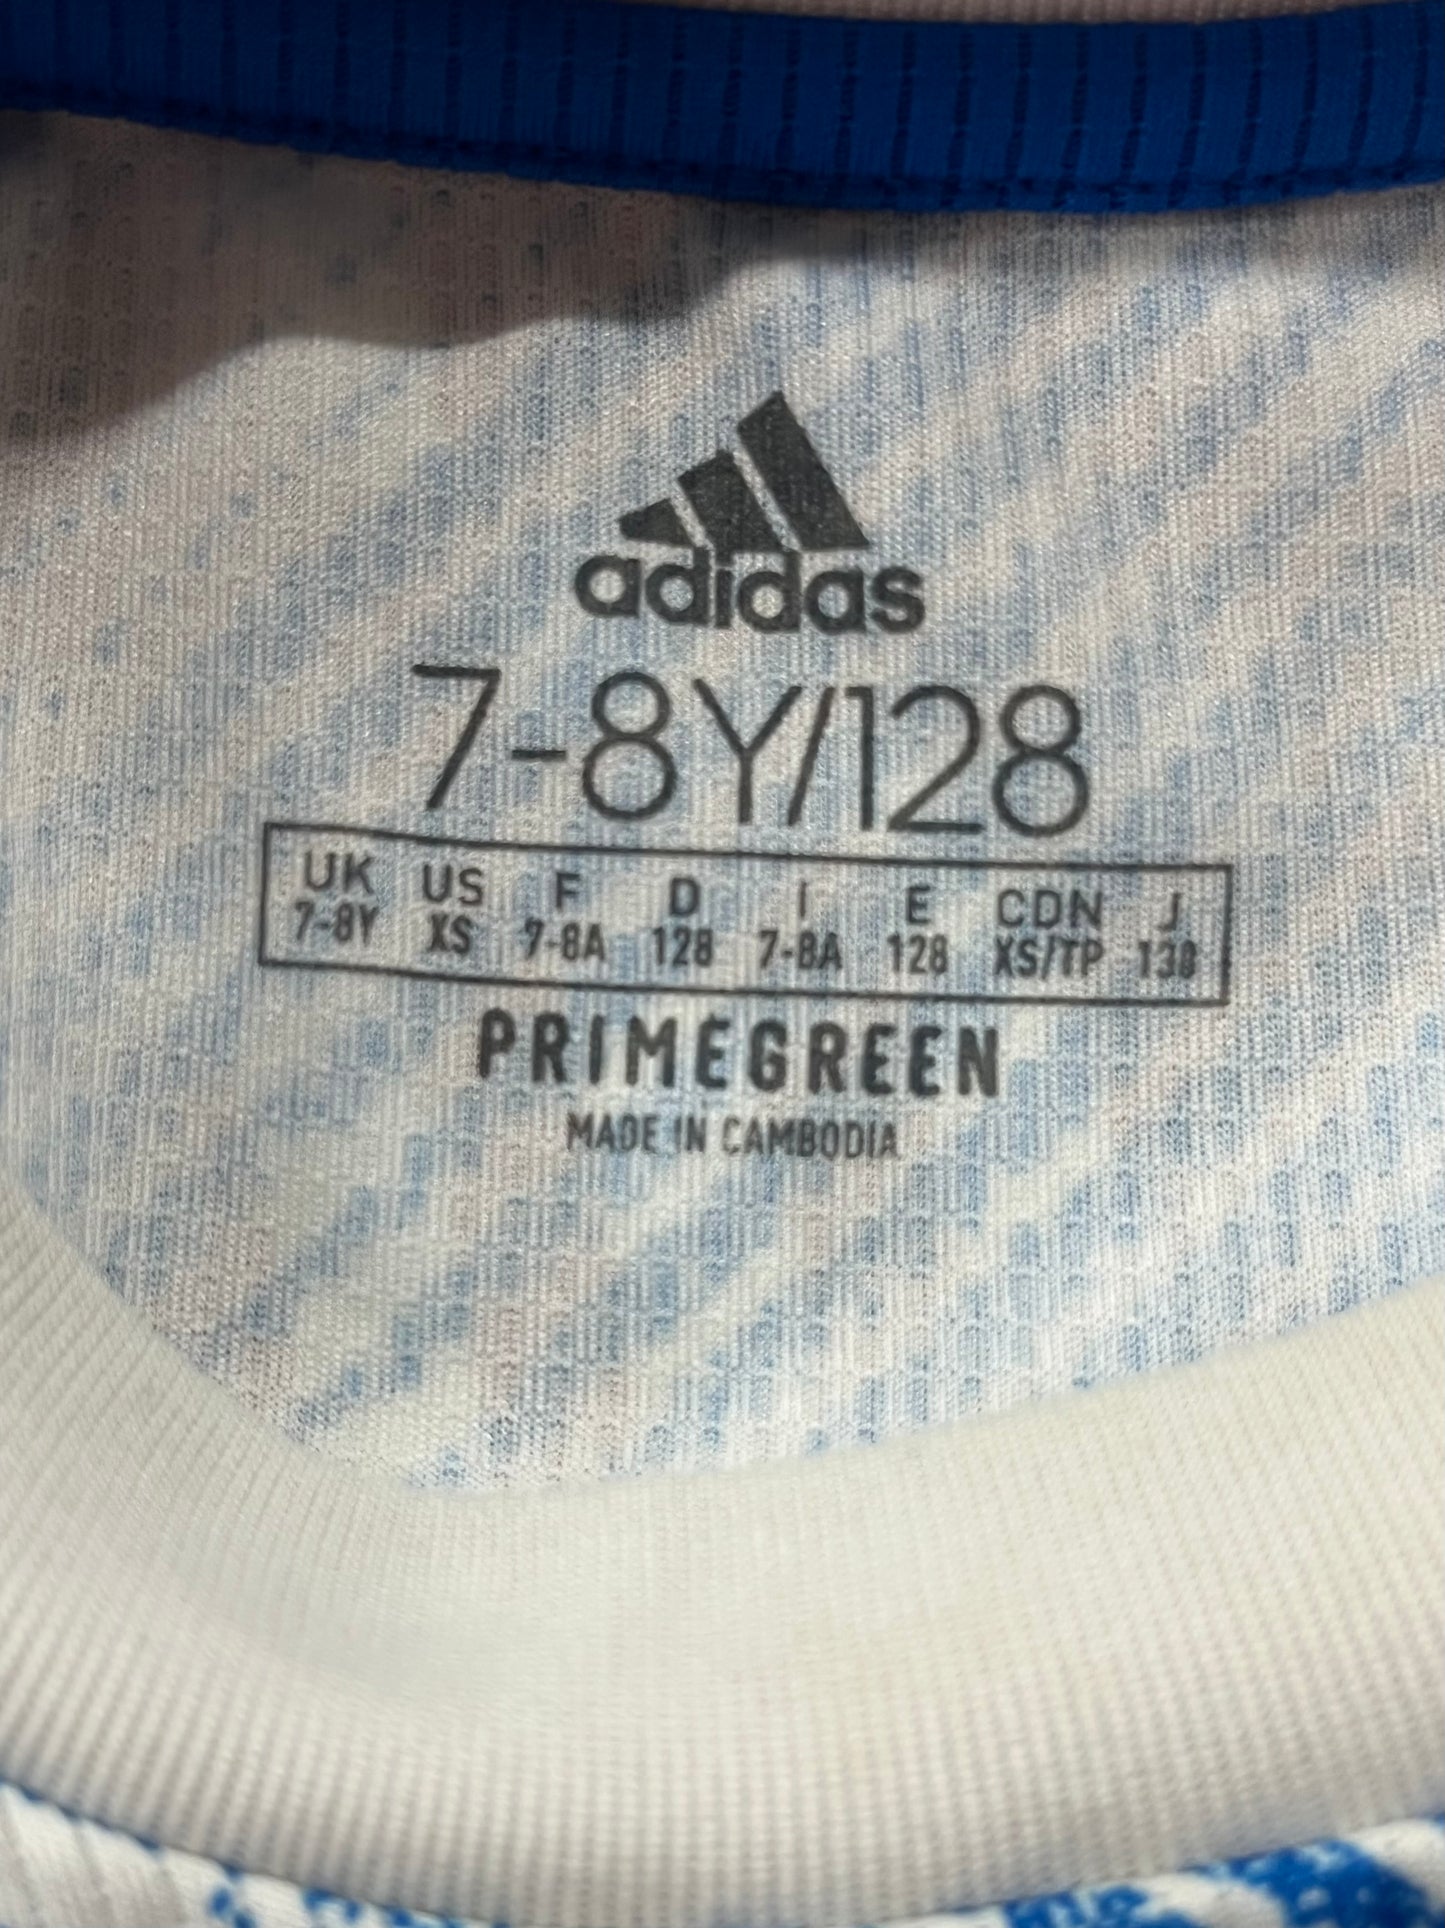 adidas
7-8Y/128
UK US F D I E CDN J
7-8Y XS 7-8A 128 7-8A 128 XS/TP 130
PRIMEGREEN
MADE IN CAMBODIA